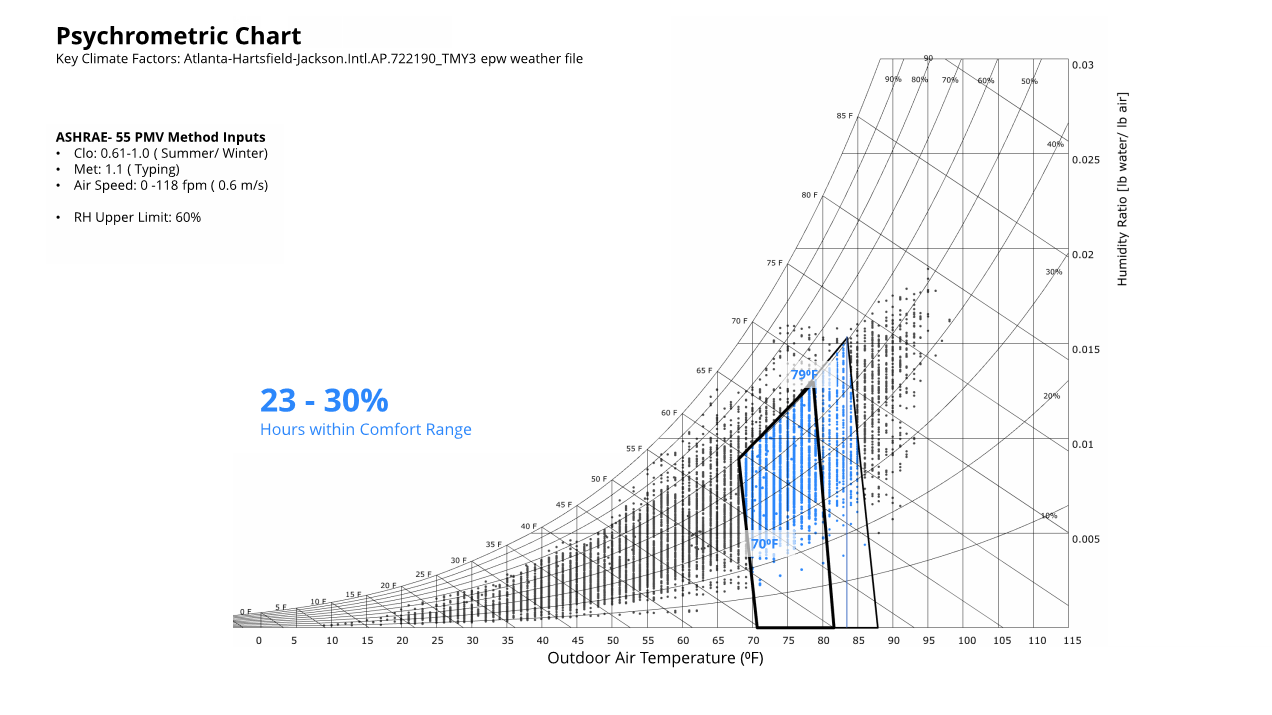 Psychrometric Chart
Key Climate Factors: Atlanta-Hartsfield-Jackson.Intl.AP.722190_TMY3 epw weather file
ASHRAE- 55 PMV Method Inputs
• Clo: 0.61-1.0 ( Summer/ Winter)
• Met: 1.1 ( Typing)
• Air Speed: 0 -118 fpm ( 0.6 m/s)
• RH Upper Limit: 60%
23 - 30%
Hours within Comfort Range
90
90% 80% 70% 60% 50%
40%
30%
20%
10%
85 F
80 F
75 F
70 F
65 F
60 F
55 F
50 F
45 F
40 F
35 F
30 F
25 F
20 F
15 F
10 F
5 F
0 F
79ºF
70ºF
0.03
0.025
0.02
0.015
0.01
0.005
Humidity Ratio [lb water/ lb air]
0 5 10 15 20 25 30 35 40 45 50 55 60 65 70 75 80 85 90 95 100 105 110 115
Outdoor Air Temperature (ºF)